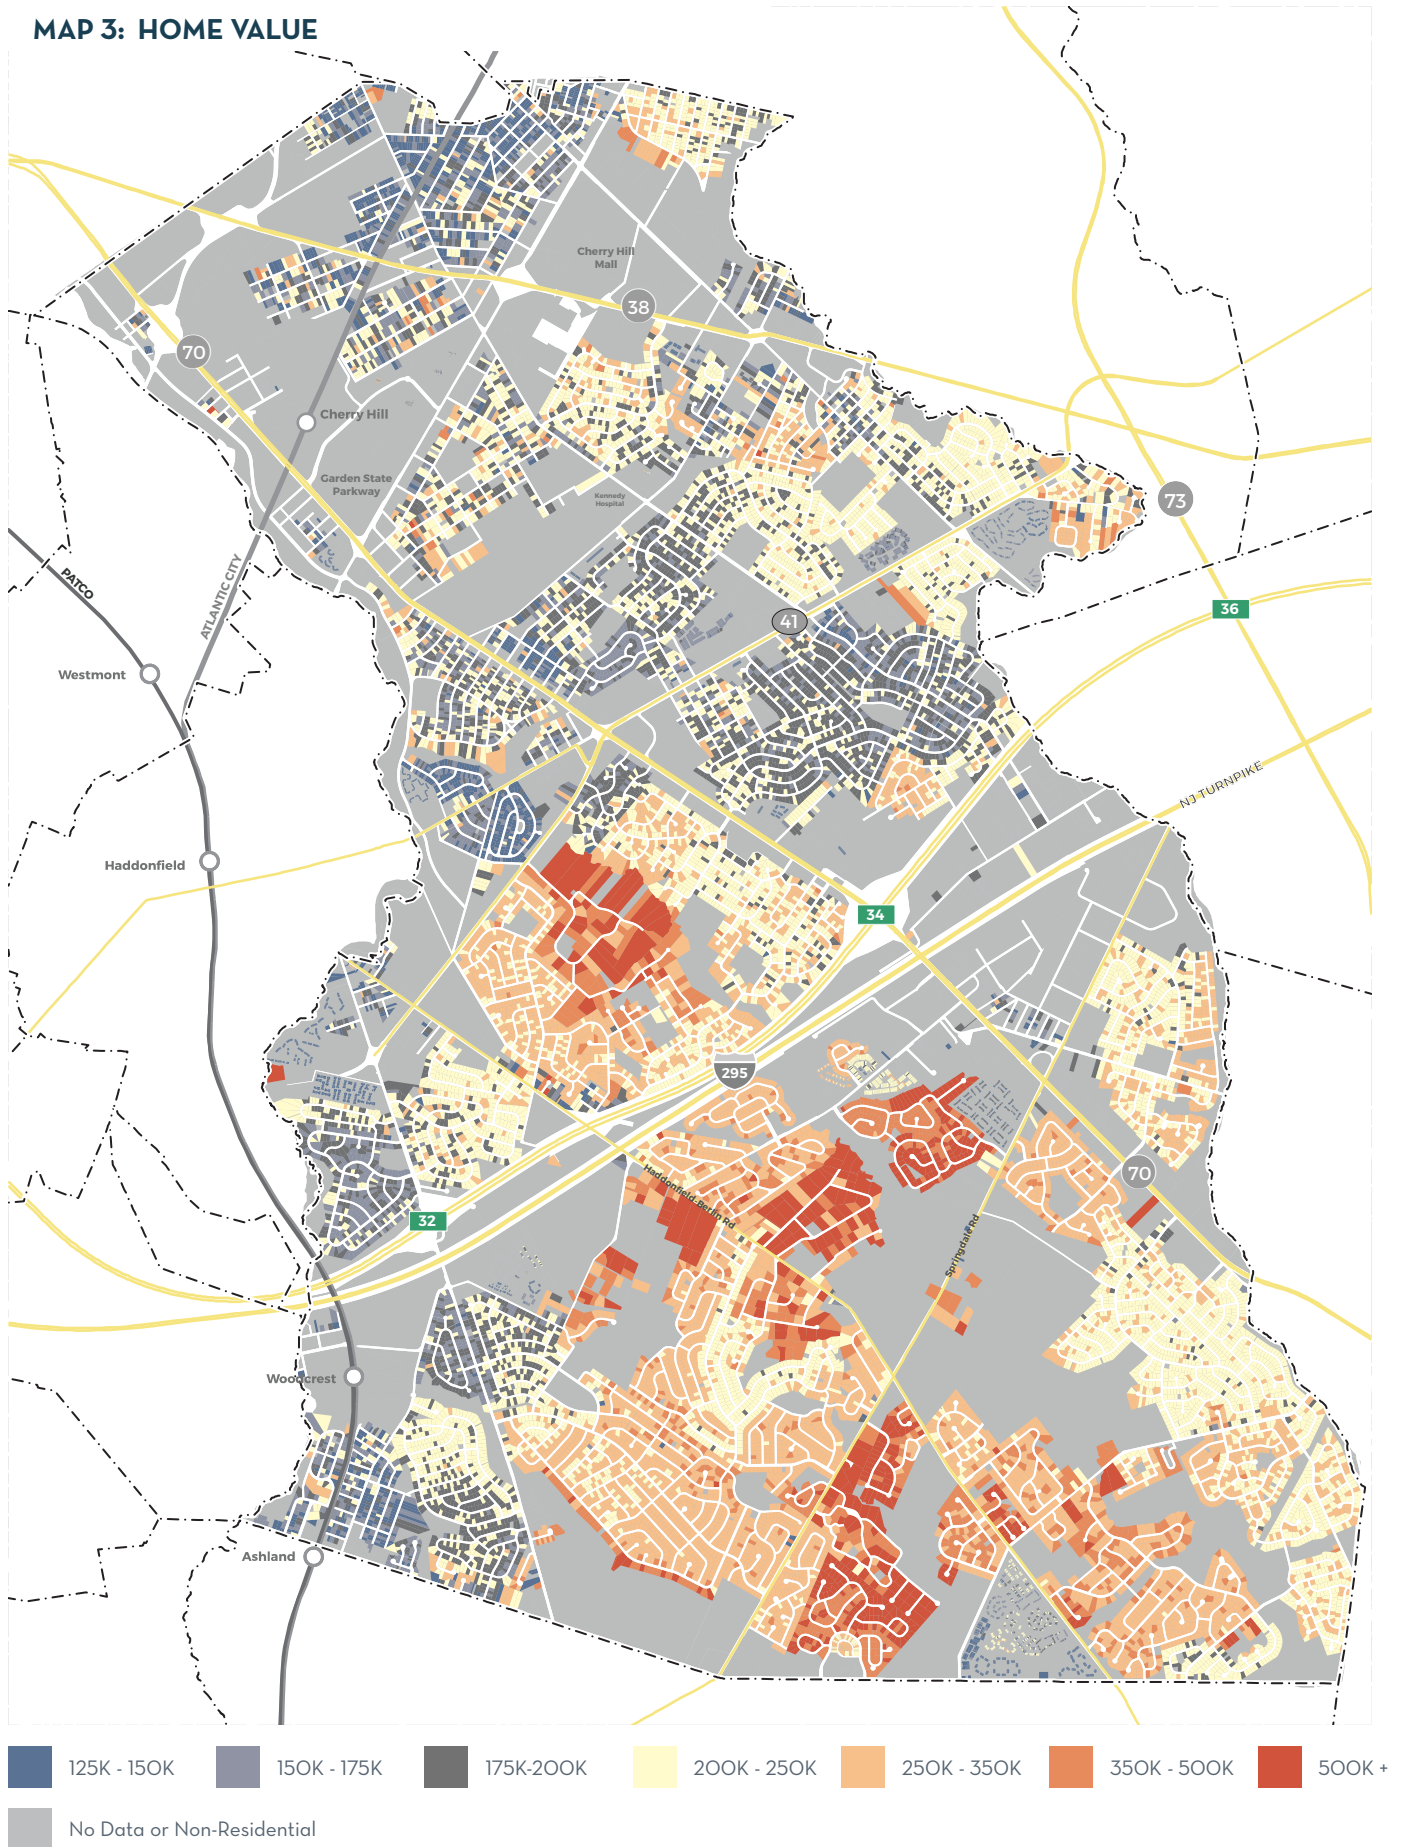 MAP 3: HOME VALUE
Cherry Hill
Mall
38
70
Cherry Hill
Garden State
Parkway
Kennedy
Hospital
73
PATCO
ATLANTIC CITY
36
41
Westmont
NJ TURNPIKE
Haddonfield
34
295
Haddonfield-Berlin Rd
70
32
Springdale Rd
Woodcrest
Ashland
125K - 150K
150K - 175K
175K-200K
200K - 250K
250K - 350K
350K - 500K
500K +
No Data or Non-Residential